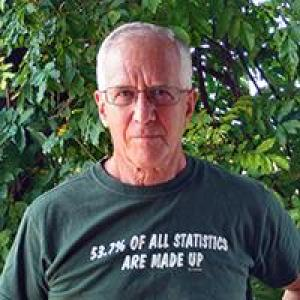 53.7% OF ALL STATISTICS
ARE MADE UP